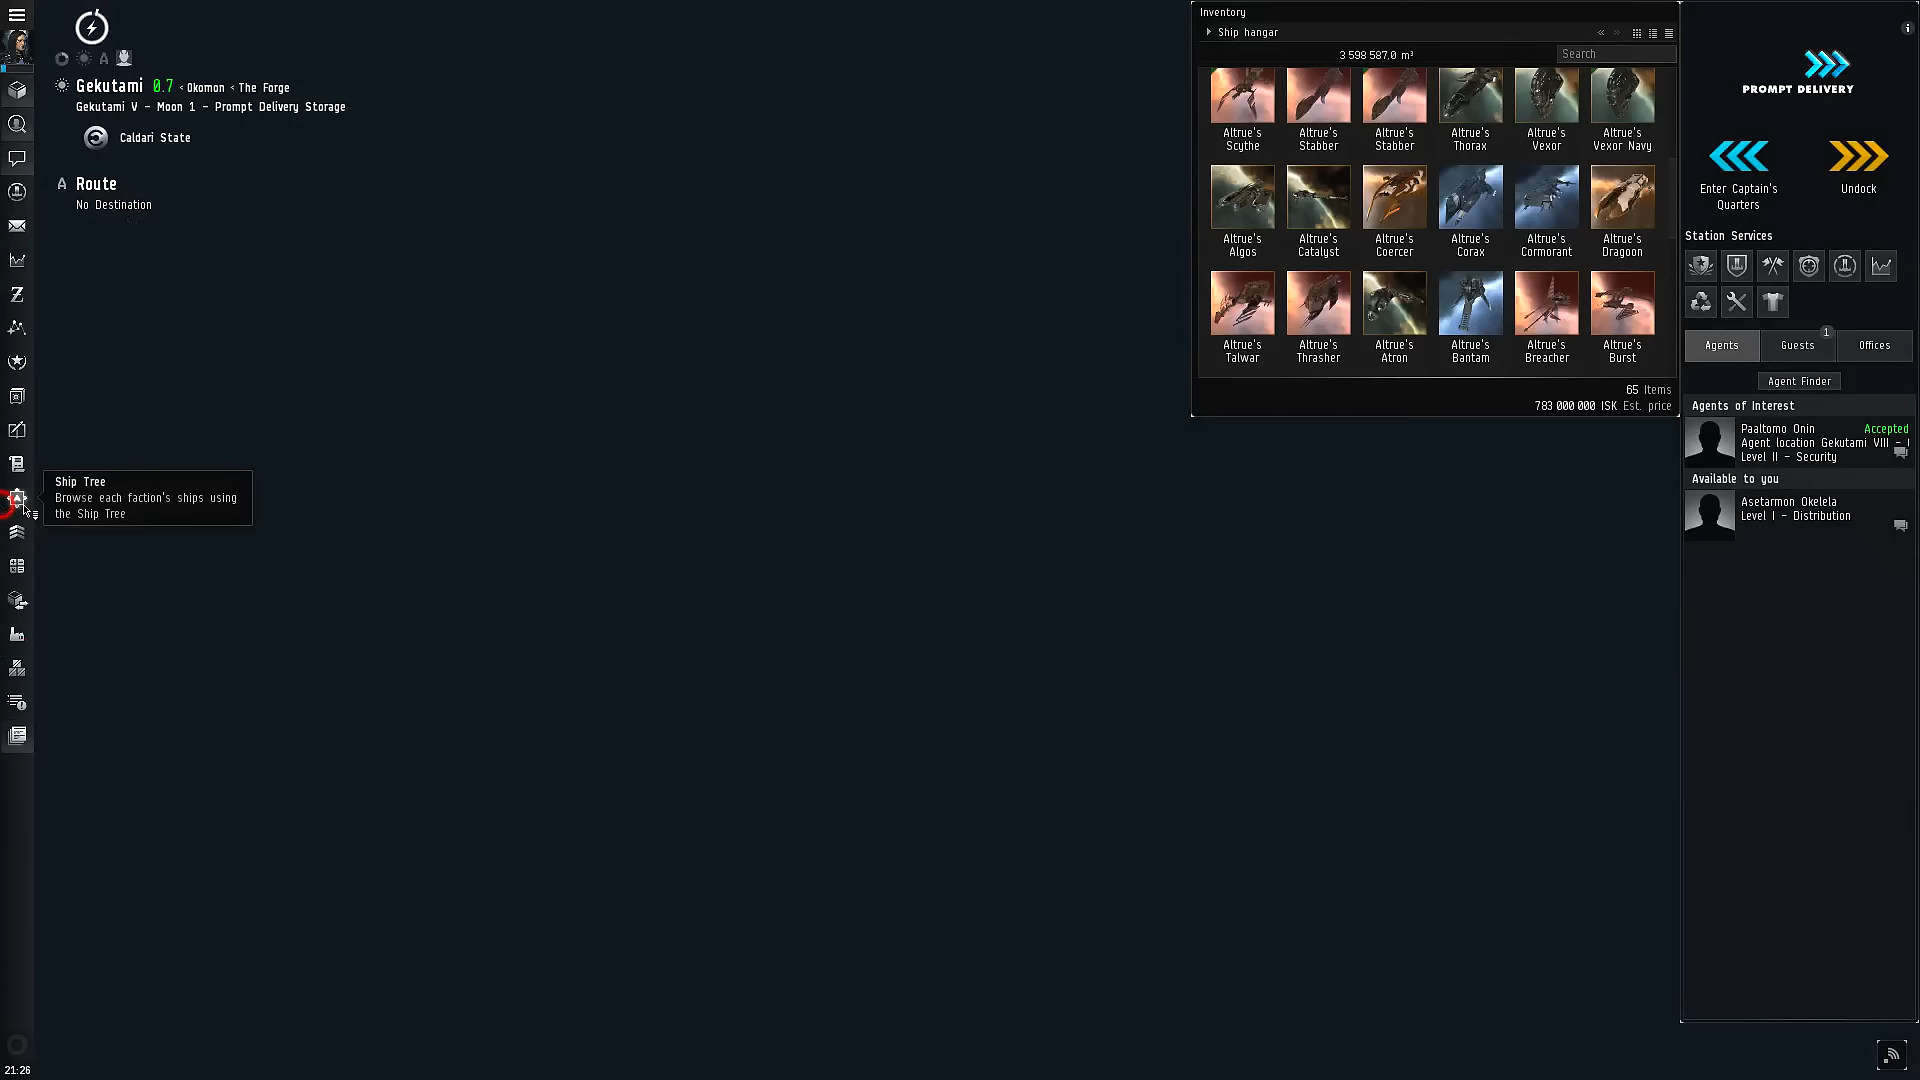 Gekutami 0.7 < Okomon < The Forge
Gekutami V - Moon 1 - Prompt Delivery Storage
Caldari State
A Route
No Destination
Ship Tree
Browse each faction's ships using
the Ship Tree
21:26
Inventory
Ship hangar
3 598 587,0 m³
Search
Altrue's Scythe
Altrue's Stabber
Altrue's Stabber
Altrue's Thorax
Altrue's Vexor
Altrue's Vexor Navy
Altrue's Algos
Altrue's Catalyst
Altrue's Coercer
Altrue's Corax
Altrue's Cormorant
Altrue's Dragoon
Altrue's Talwar
Altrue's Thrasher
Altrue's Atron
Altrue's Bantam
Altrue's Breacher
Altrue's Burst
65 Items
783 000 000 ISK Est. price
PROMPT DELIVERY
Enter Captain's
Quarters
Undock
Station Services
Agents
Guests
1
Offices
Agent Finder
Agents of Interest
Paaltomo Onin Accepted
Agent location Gekutami VIII -
Level II - Security
Available to you
Asetarmon Okelela
Level I - Distribution